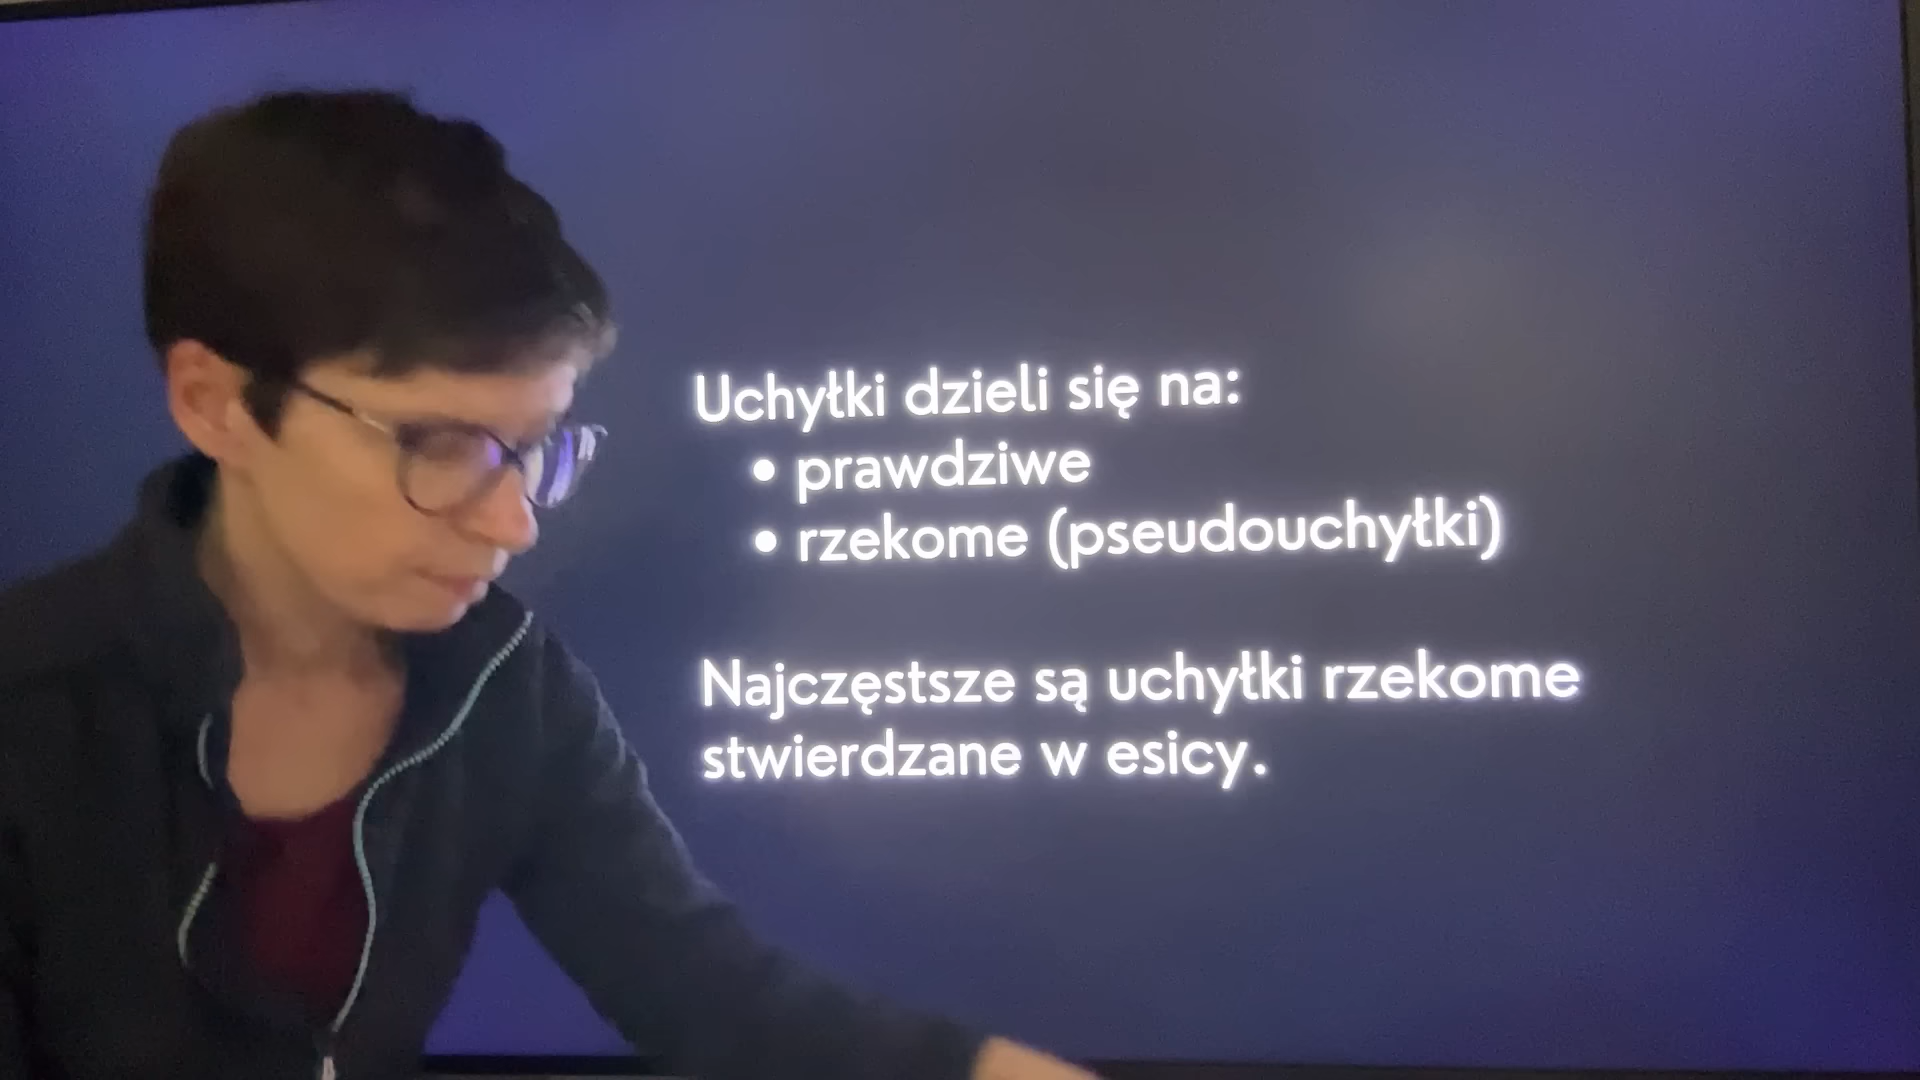 Uchyłki dzieli się na:
• prawdziwe
• rzekome (pseudouchyłki)
Najczęstsze są uchyłki rzekome
stwierdzane w esicy.